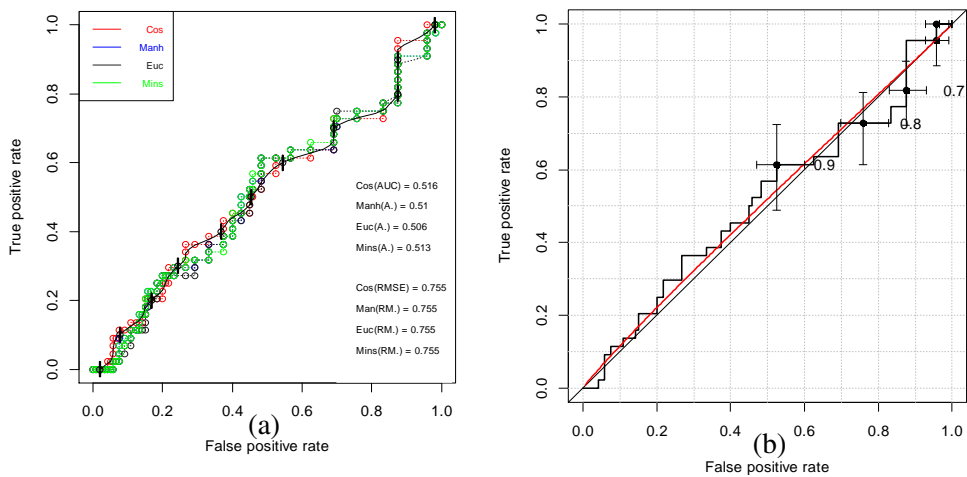 Cos
Manh
Euc
Mins
Cos(AUC) = 0.516
Manh(A.) = 0.51
Euc(A.) = 0.506
Mins(A.) = 0.513
Cos(RMSE) = 0.755
Man(RM.) = 0.755
Euc(RM.) = 0.755
Mins(RM.) = 0.755
True positive rate
0.0 0.2 0.4 0.6 0.8 1.0
0.0 0.2 0.4 0.6 0.8 1.0
False positive rate
(a)
True positive rate
0.0 0.2 0.4 0.6 0.8 1.0
0.7
0.8
0.9
0.0 0.2 0.4 0.6 0.8 1.0
(b)
False positive rate